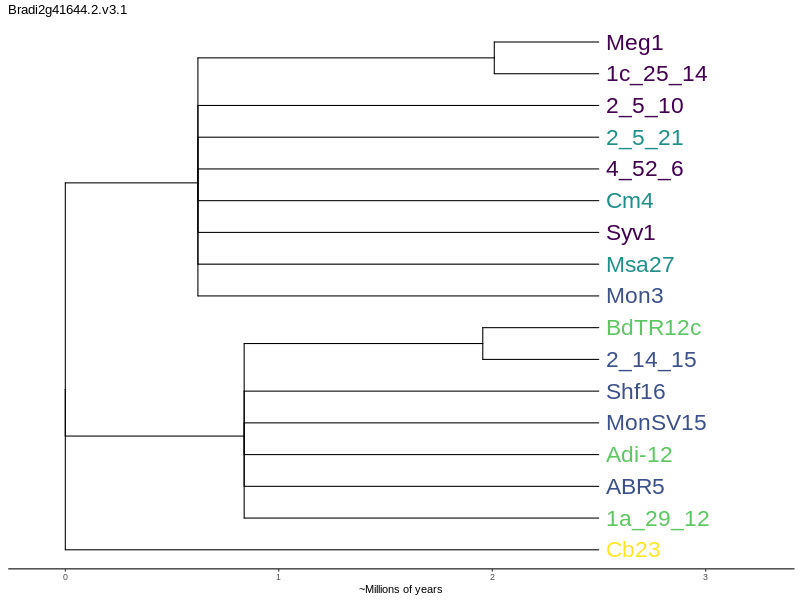 Bradi2g41644.2.v3.1
Meg1
1c_25_14
2_5_10
2_5_21
4_52_6
Cm4
Syv1
Msa27
Mon3
BdTR12c
2_14_15
Shf16
MonSV15
Adi-12
ABR5
1a_29_12
Cb23
0 1 2 3
~Millions of years